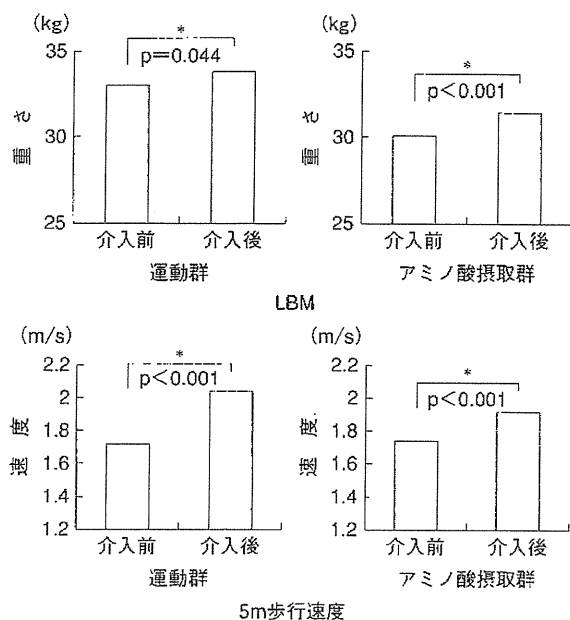 (kg)
35
30
25
重さ
*
p=0.044
介入前
介入後
運動群
35
30
25
重さ
*
p<0.001
介入前
介入後
アミノ酸摂取群
LBM
(m/s)
2.2
2
1.8
1.6
1.4
1.2
速度
*
p<0.001
介入前
介入後
運動群
(m/s)
2.2
2
1.8
1.6
1.4
1.2
速度
*
p<0.001
介入前
介入後
アミノ酸摂取群
5m歩行速度